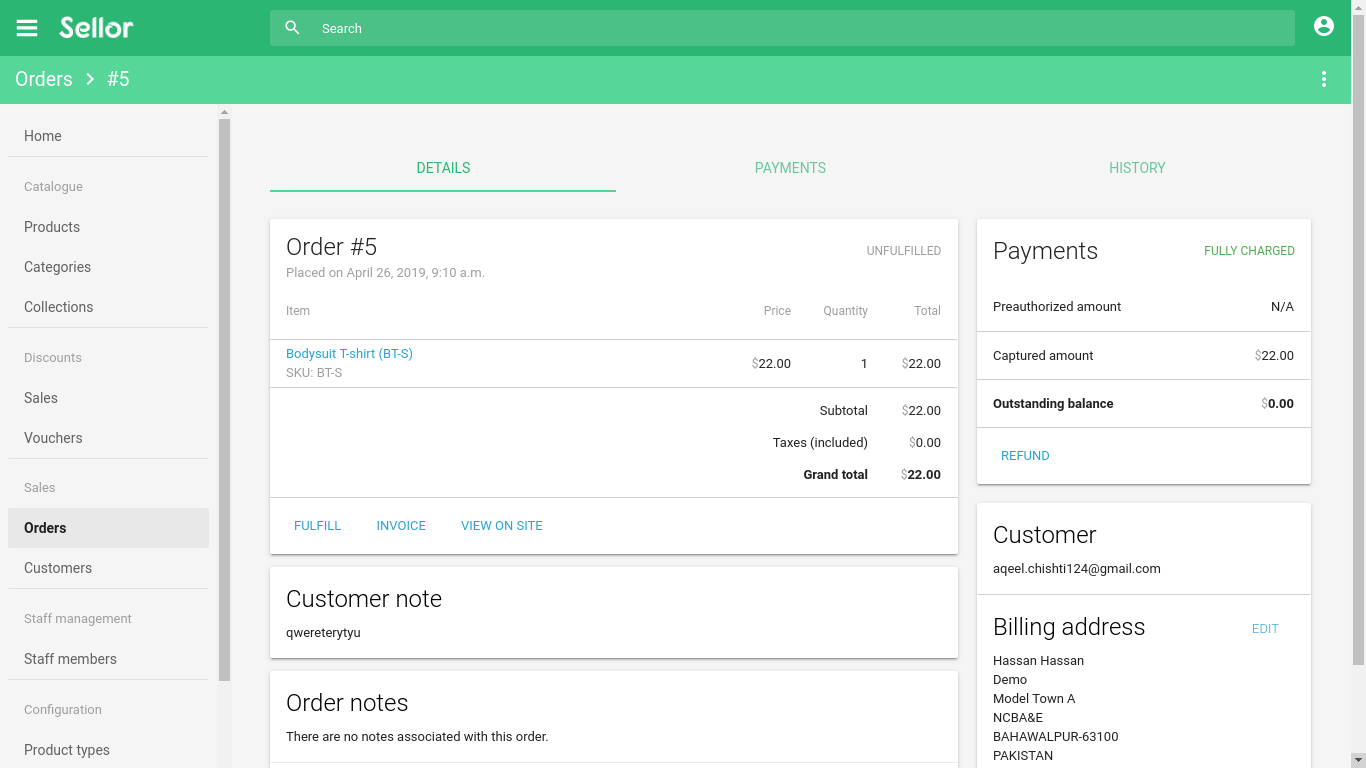 Sellor
Search
Orders > #5
Home
Catalogue
Products
Categories
Collections
Discounts
Sales
Vouchers
Sales
Orders
Customers
Staff management
Staff members
Configuration
Product types
DETAILS PAYMENTS HISTORY
Order #5 UNFULFILLED
Placed on April 26, 2019, 9:10 a.m.
Item Price Quantity Total
Bodysuit T-shirt (BT-S)
SKU: BT-S
$22.00 1 $22.00
Subtotal $22.00
Taxes (included) $0.00
Grand total $22.00
FULFILL INVOICE VIEW ON SITE
Customer note
qwereterytyu
Order notes
There are no notes associated with this order.
Payments FULLY CHARGED
Preauthorized amount N/A
Captured amount $22.00
Outstanding balance $0.00
REFUND
Customer
aqeel.chishti124@gmail.com
Billing address EDIT
Hassan Hassan
Demo
Model Town A
NCBA&E
BAHAWALPUR-63100
PAKISTAN